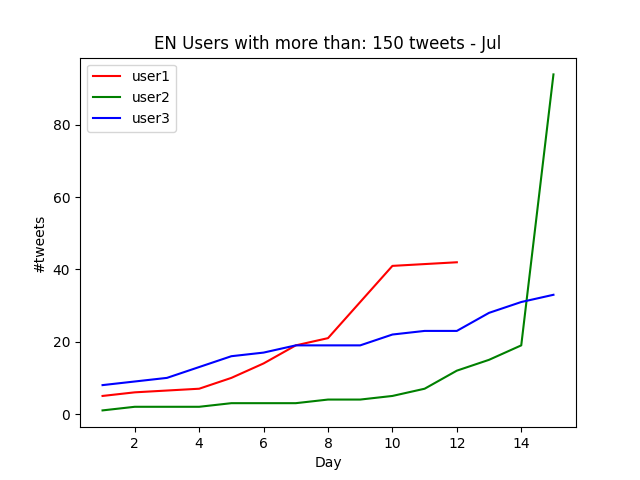 EN Users with more than: 150 tweets - Jul
user1
user2
user3
80
60
40
20
0
#tweets
2 4 6 8 10 12 14
Day